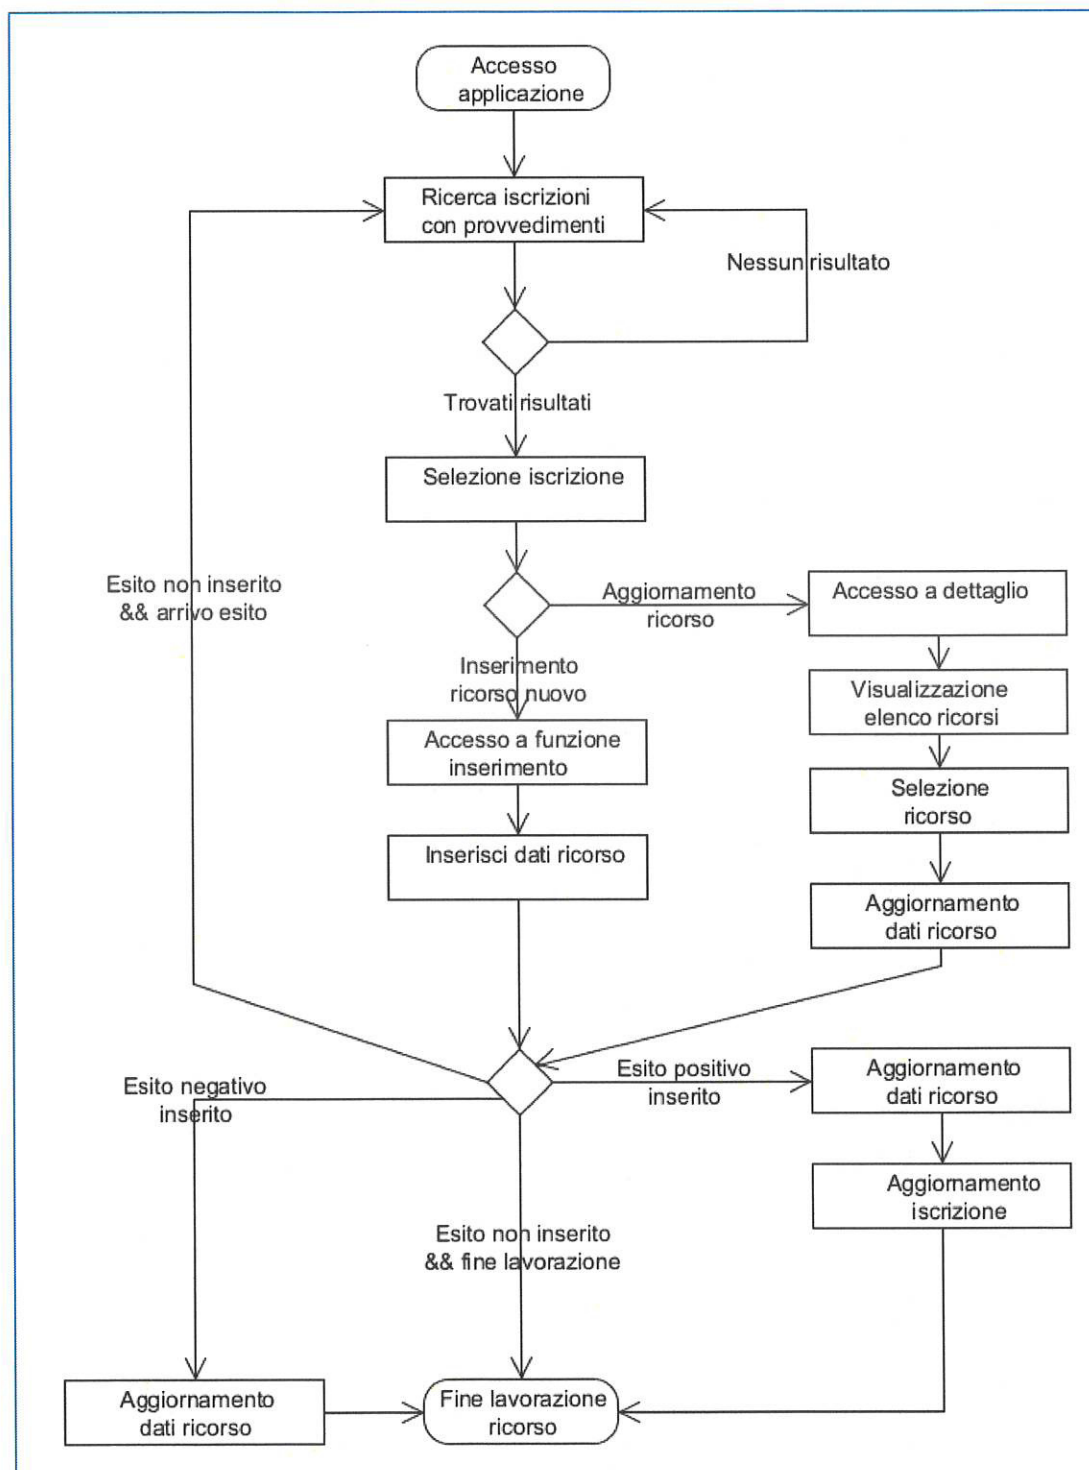 Accesso
applicazione
Ricerca iscrizioni
con provvedimenti
Nessun risultato
Trovati risultati
Selezione iscrizione
Esito non inserito
&& arrivo esito
Aggiornamento
ricorso
Accesso a dettaglio
Inserimento
ricorso nuovo
Visualizzazione
elenco ricorsi
Accesso a funzione
inserimento
Selezione
ricorso
Inserisci dati ricorso
Aggiornamento
dati ricorso
Esito negativo
inserito
Esito positivo
inserito
Aggiornamento
dati ricorso
Aggiornamento
iscrizione
Esito non inserito
&& fine lavorazione
Aggiornamento
dati ricorso
Fine lavorazione
ricorso